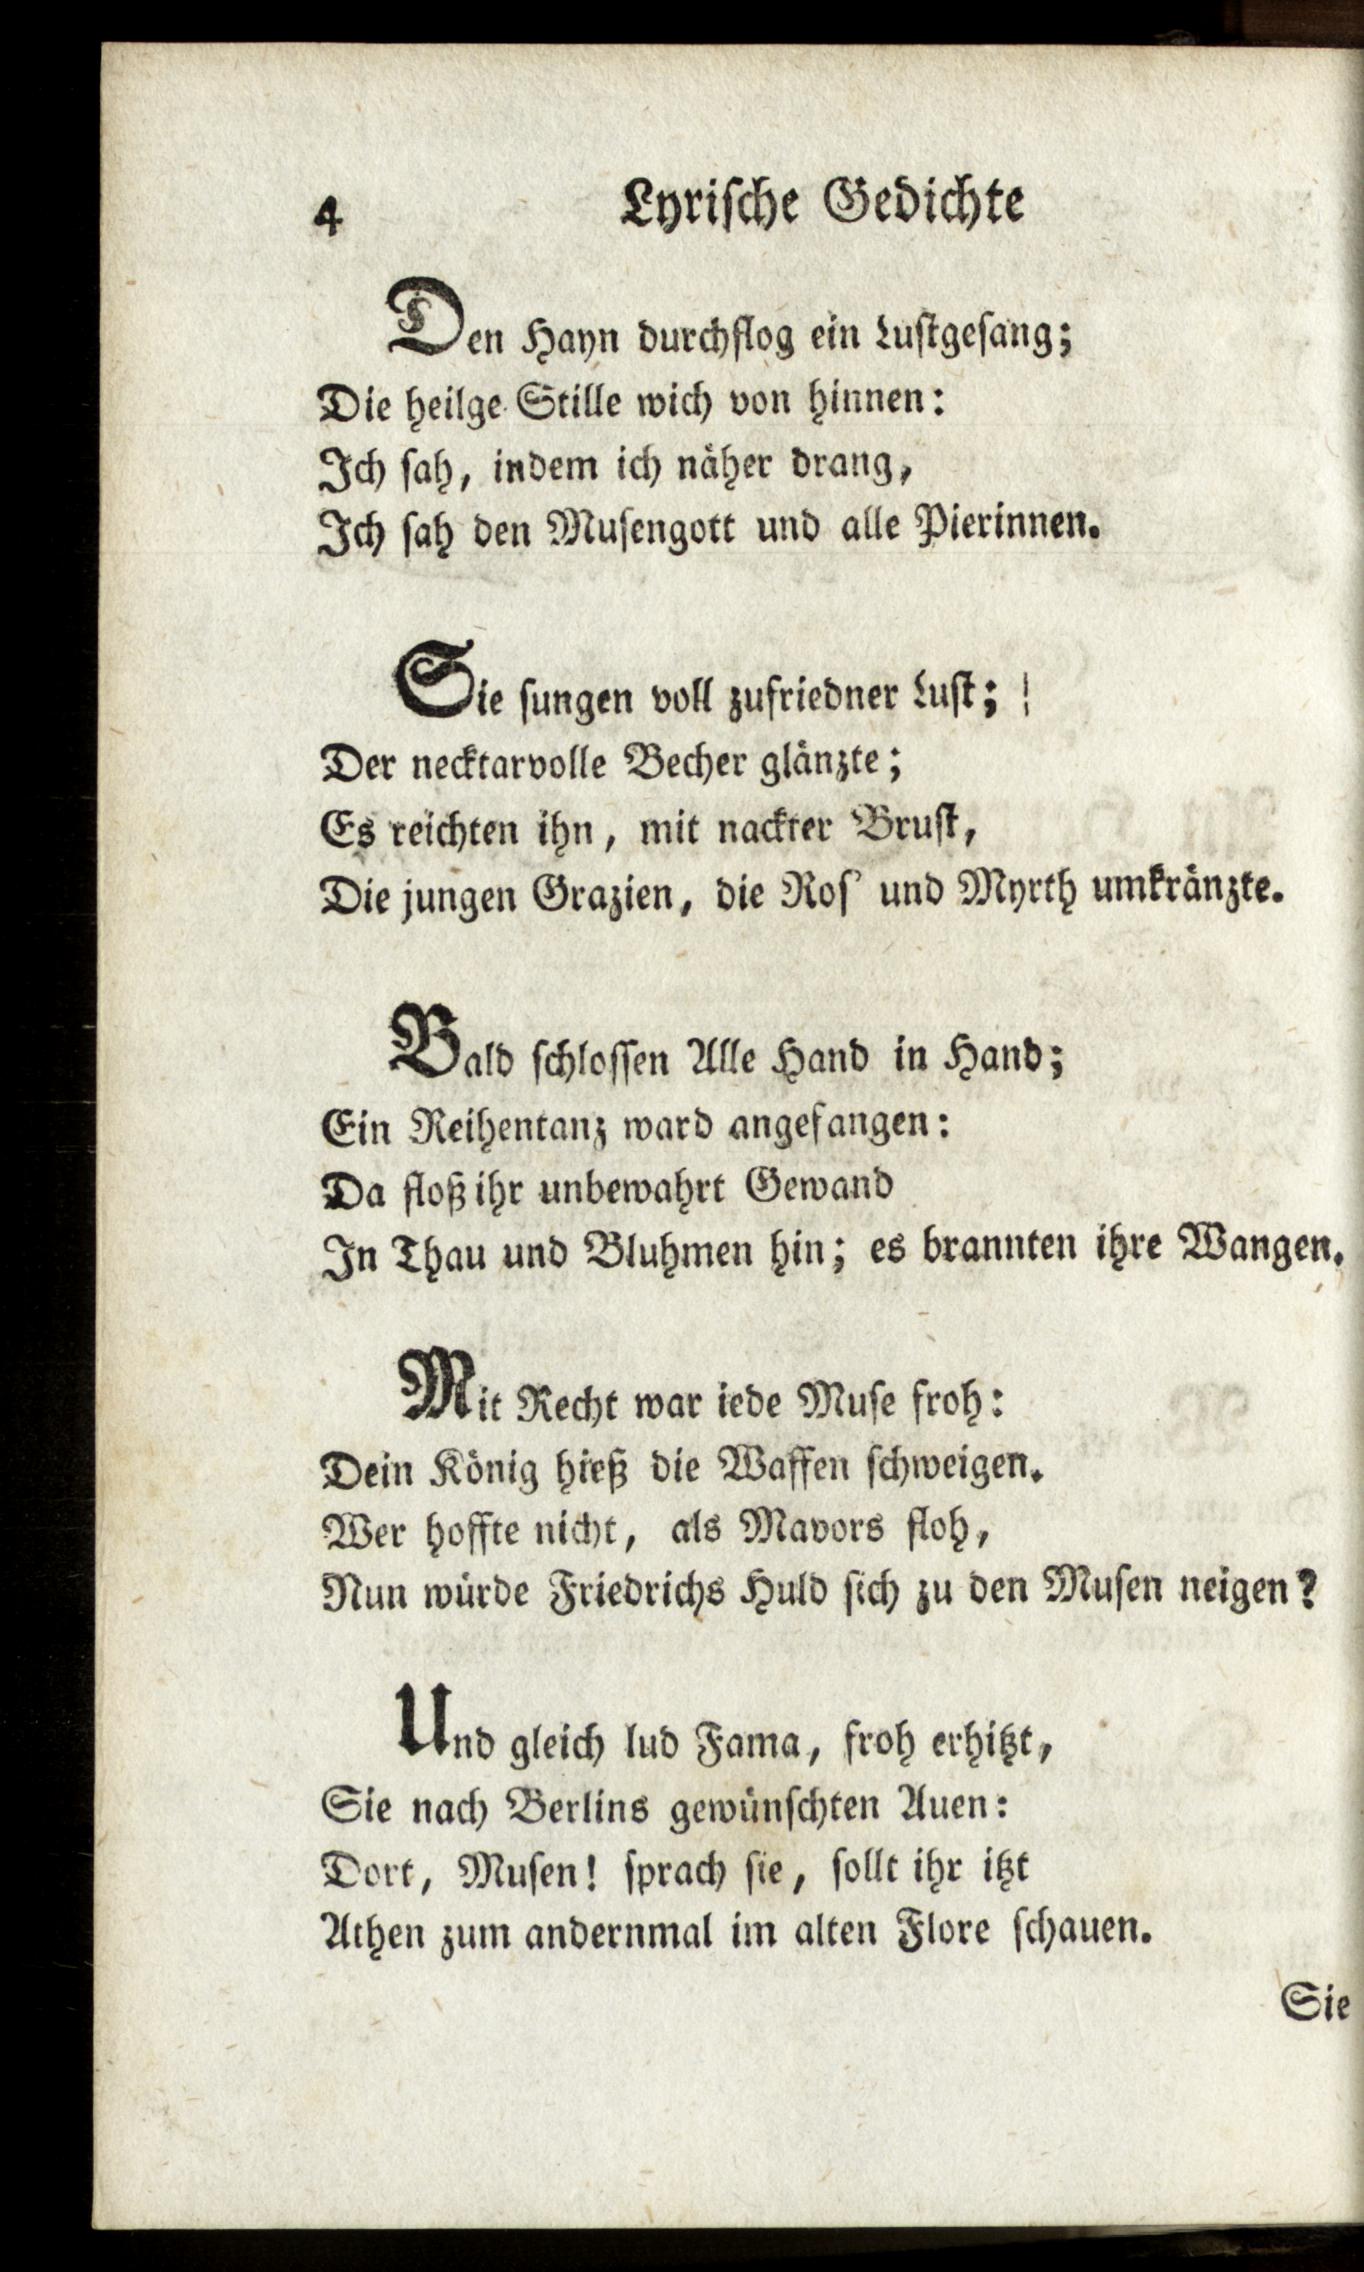 4
Lyrische Gedichte
Den Hayn durchflog ein Lustgesang;
Die heilge Stille wich von hinnen:
Ich sah, indem ich näher drang,
Ich sah den Musengott und alle Pierinnen.
Sie sungen voll zufriedner Lust;
Der necktarvolle Becher glänzte;
Es reichten ihn, mit nackter Brust,
Die jungen Grazien, die Ros' und Myrth umkränzte.
Bald schlossen Alle Hand in Hand;
Ein Reihentanz ward angefangen:
Da floß ihr unbewahrt Gewand
In Thau und Bluhmen hin; es brannten ihre Wangen.
Mit Recht war iede Muse froh:
Dein König hieß die Waffen schweigen.
Wer hoffte nicht, als Mavors floh,
Nun würde Friedrichs Huld sich zu den Musen neigen?
Und gleich lud Fama, froh erhitzt,
Sie nach Berlins gewünschten Auen:
Dort, Musen! sprach sie, sollt ihr itzt
Athen zum andernmal im alten Flore schauen.
Sie